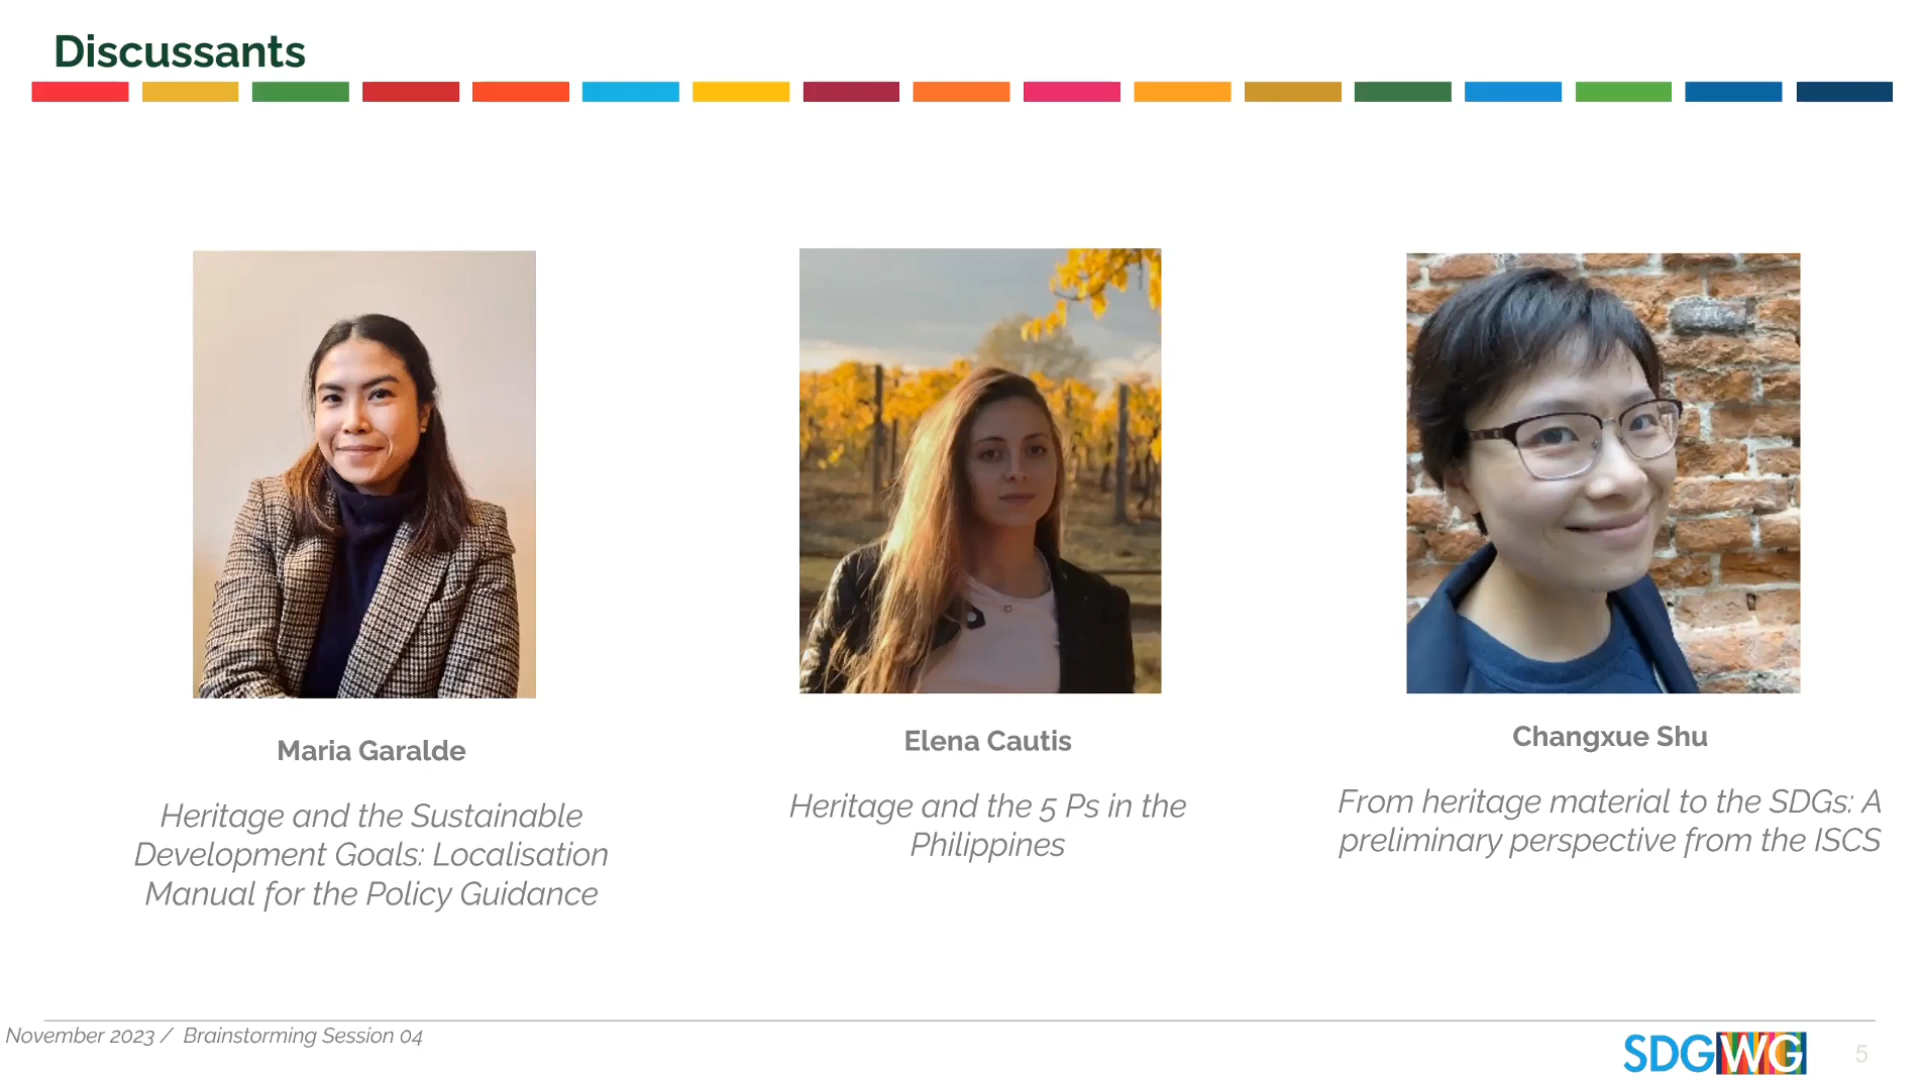 Discussants
Maria Garalde
Heritage and the Sustainable
Development Goals: Localisation
Manual for the Policy Guidance
Elena Cautis
Heritage and the 5 Ps in the
Philippines
Changxue Shu
From heritage material to the SDGs: A
preliminary perspective from the ISCS
November 2023 / Brainstorming Session 04
SDGWG
5